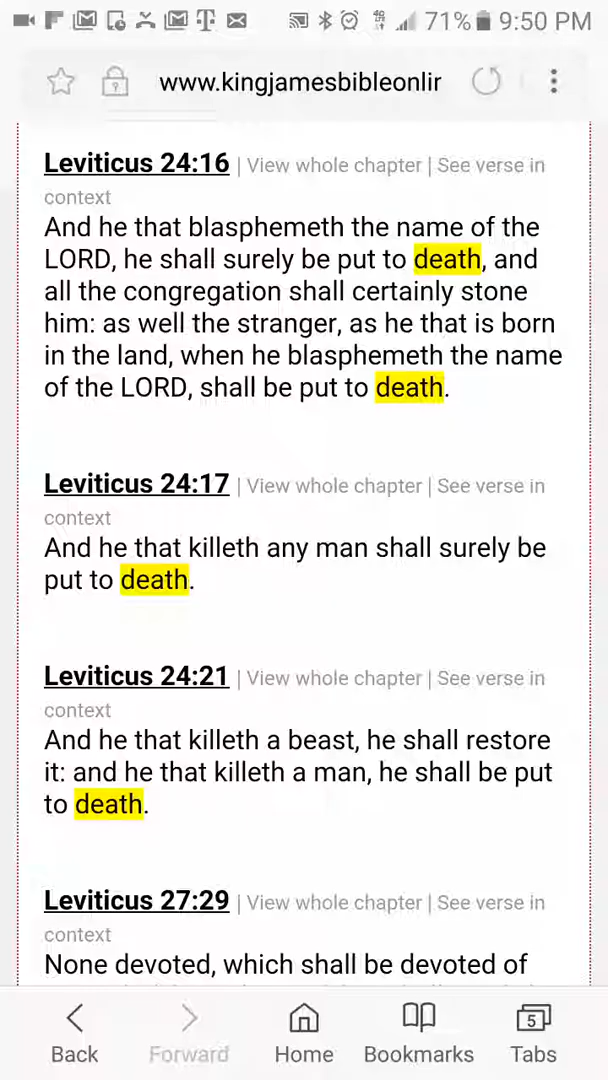 71% 9:50 PM
www.kingjamesbibleonlir
Leviticus 24:16 | View whole chapter | See verse in
context
And he that blasphemeth the name of the
LORD, he shall surely be put to death, and
all the congregation shall certainly stone
him: as well the stranger, as he that is born
in the land, when he blasphemeth the name
of the LORD, shall be put to death.
Leviticus 24:17 | View whole chapter | See verse in
context
And he that killeth any man shall surely be
put to death.
Leviticus 24:21 | View whole chapter | See verse in
context
And he that killeth a beast, he shall restore
it: and he that killeth a man, he shall be put
to death.
Leviticus 27:29 | View whole chapter | See verse in
context
None devoted, which shall be devoted of
5
Back Forward Home Bookmarks Tabs